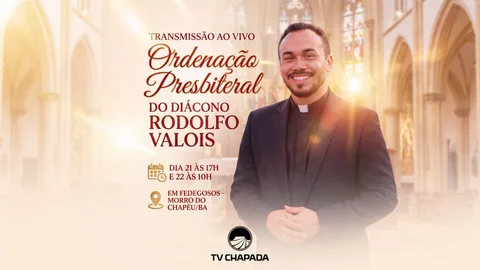 TRANSMISSÃO AO VIVO
Ordenação
Presbiteral
DO DIÁCONO
RODOLFO
VALOIS
DIA 21 ÀS 17H
E 22 ÀS 10H
EM FEDEGOSOS -
MORRO DO
CHAPÉU/BA
TV CHAPADA